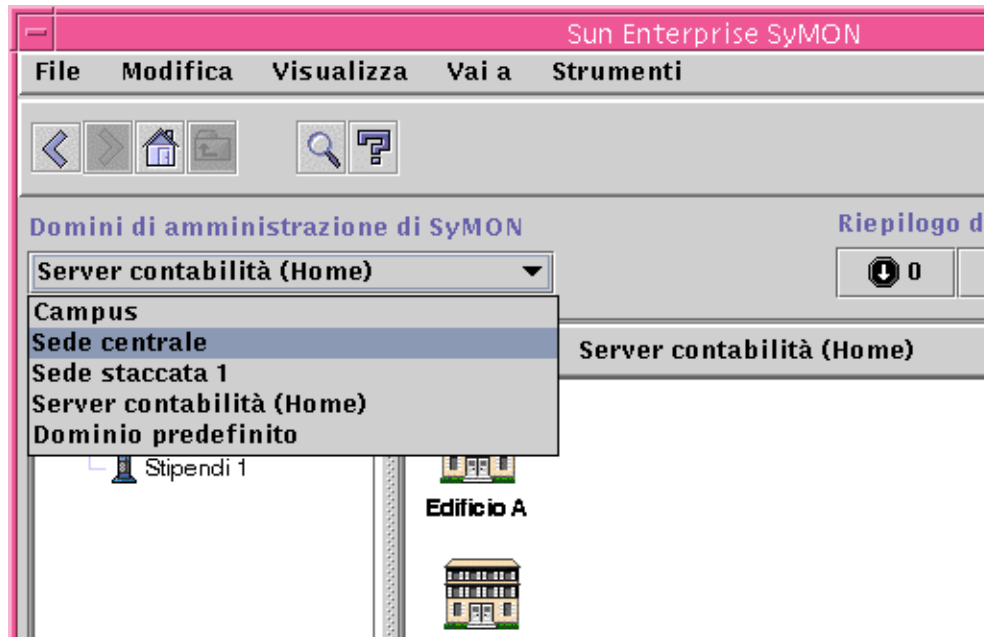 Sun Enterprise SyMON
File Modifica Visualizza Vai a Strumenti
Domini di amministrazione di SyMON
Riepilogo d
Server contabilità (Home)
0
Campus
Sede centrale
Sede staccata 1
Server contabilità (Home)
Dominio predefinito
Server contabilità (Home)
Stipendi 1
Edificio A